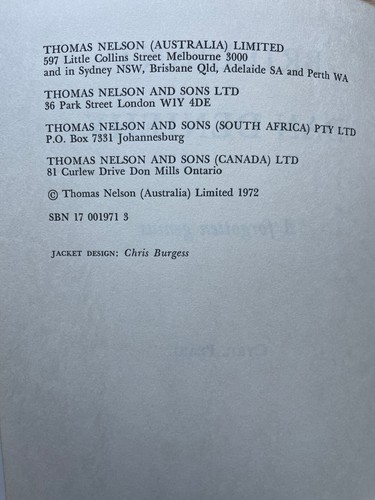 THOMAS NELSON (AUSTRALIA) LIMITED
597 Little Collins Street Melbourne 3000
and in Sydney NSW, Brisbane Qld, Adelaide SA and Perth WA
THOMAS NELSON AND SONS LTD
36 Park Street London W1Y 4DE
THOMAS NELSON AND SONS (SOUTH AFRICA) PTY LTD
P.O. Box 7331 Johannesburg
THOMAS NELSON AND SONS (CANADA) LTD
81 Curlew Drive Don Mills Ontario
© Thomas Nelson (Australia) Limited 1972
SBN 17 001971 3
JACKET DESIGN: Chris Burgess